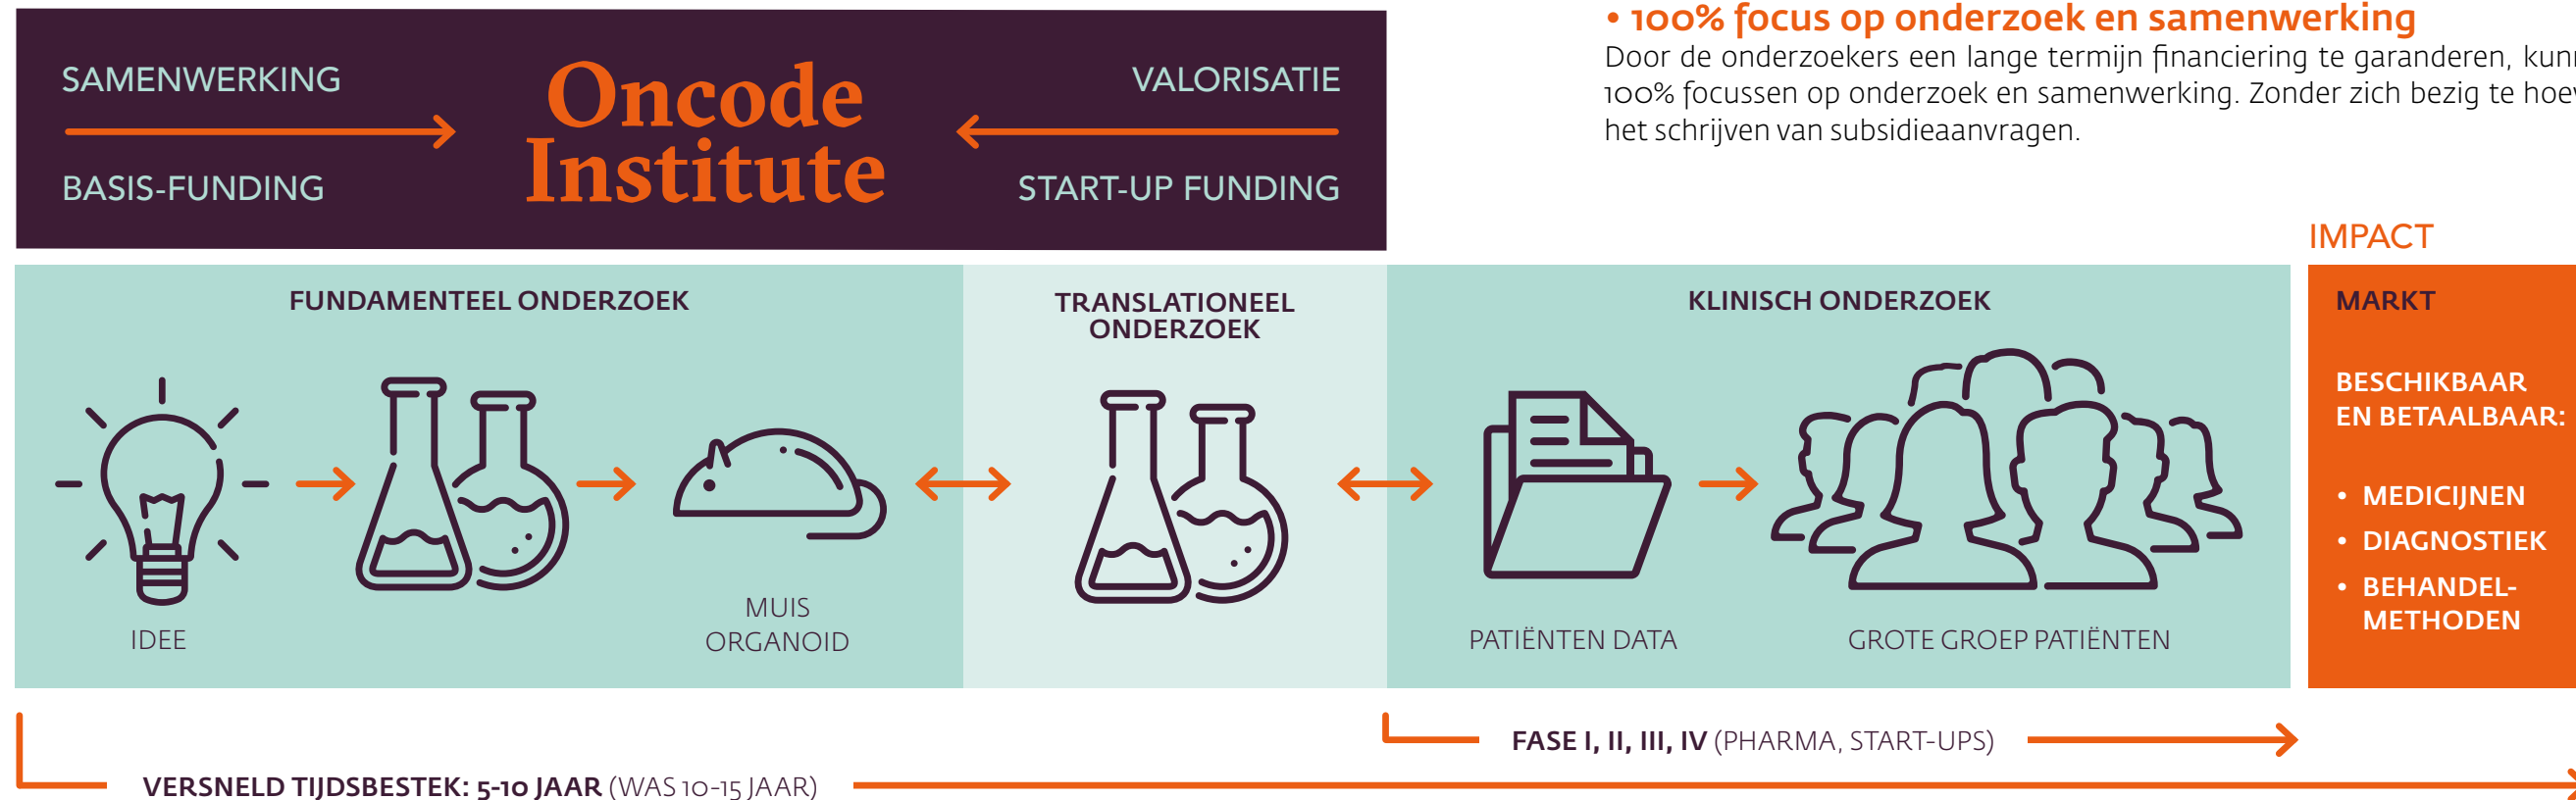 SAMENWERKING
BASIS-FUNDING
Oncode
Institute
VALORISATIE
START-UP FUNDING
• 100% focus op onderzoek en samenwerking
Door de onderzoekers een lange termijn financiering te garanderen,
100% focussen op onderzoek en samenwerking. Zonder zich bezig te
het schrijven van subsidieaanvragen.
FUNDAMENTEEL ONDERZOEK
IDEE
MUIS
ORGANOID
TRANSLATIONEEL
ONDERZOEK
KLINISCH ONDERZOEK
PATIËNTEN DATA
GROTE GROEP PATIËNTEN
IMPACT
MARKT
BESCHIKBAAR
EN BETAALBAAR:
• MEDICIJNEN
• DIAGNOSTIEK
• BEHANDEL-
METHODEN
FASE I, II, III, IV (PHARMA, START-UPS)
VERSNELD TIJDSBESTEK: 5-10 JAAR (WAS 10-15 JAAR)